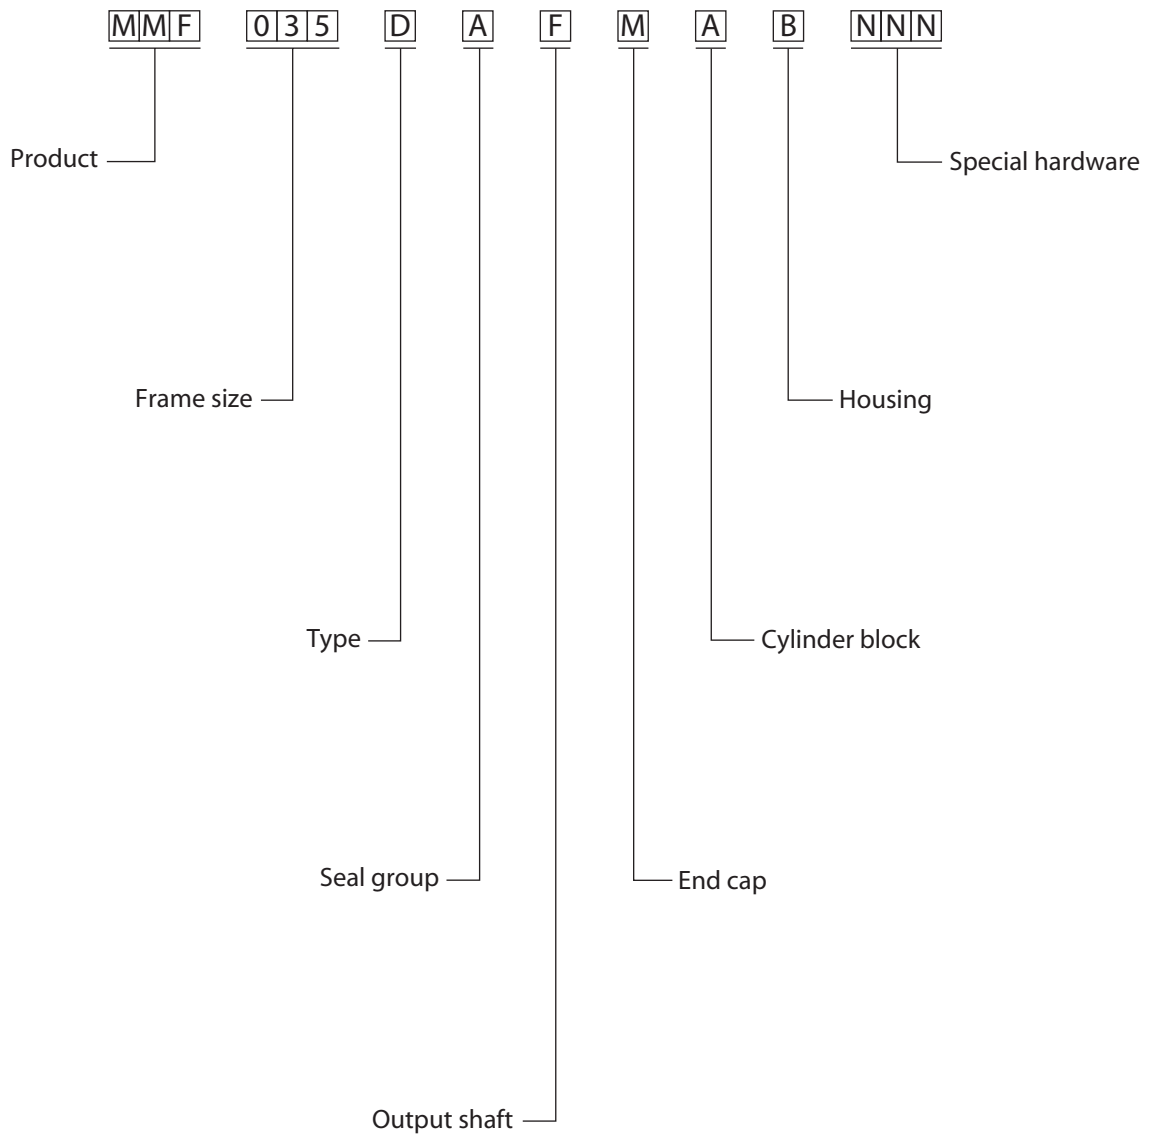 MMF 035 D A F M A B NNN
Product
Special hardware
Frame size
Housing
Type
Cylinder block
Seal group
End cap
Output shaft